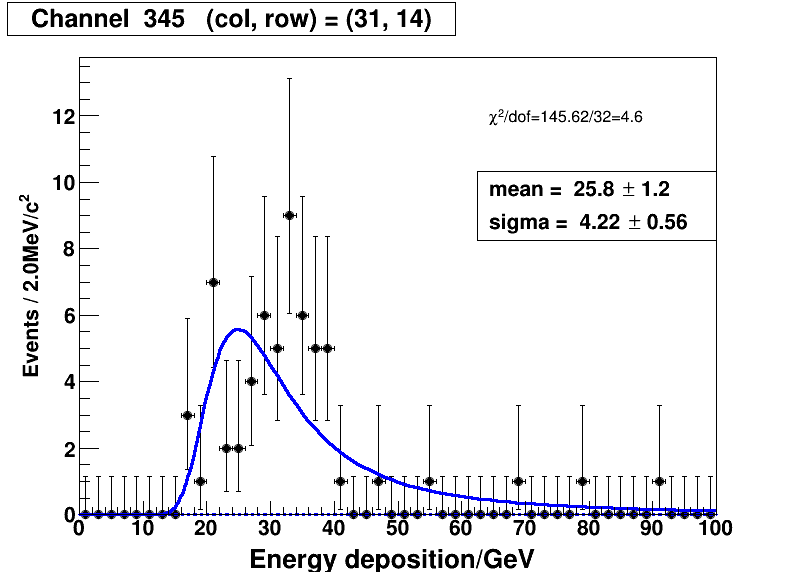 Channel  345   (col, row) = (31, 14)
χ²/dof=145.62/32=4.6
mean =  25.8 ± 1.2
sigma =  4.22 ± 0.56
Events / 2.0MeV/c²
12
10
8
6
4
2
0
0 10 20 30 40 50 60 70 80 90 100
Energy deposition/GeV